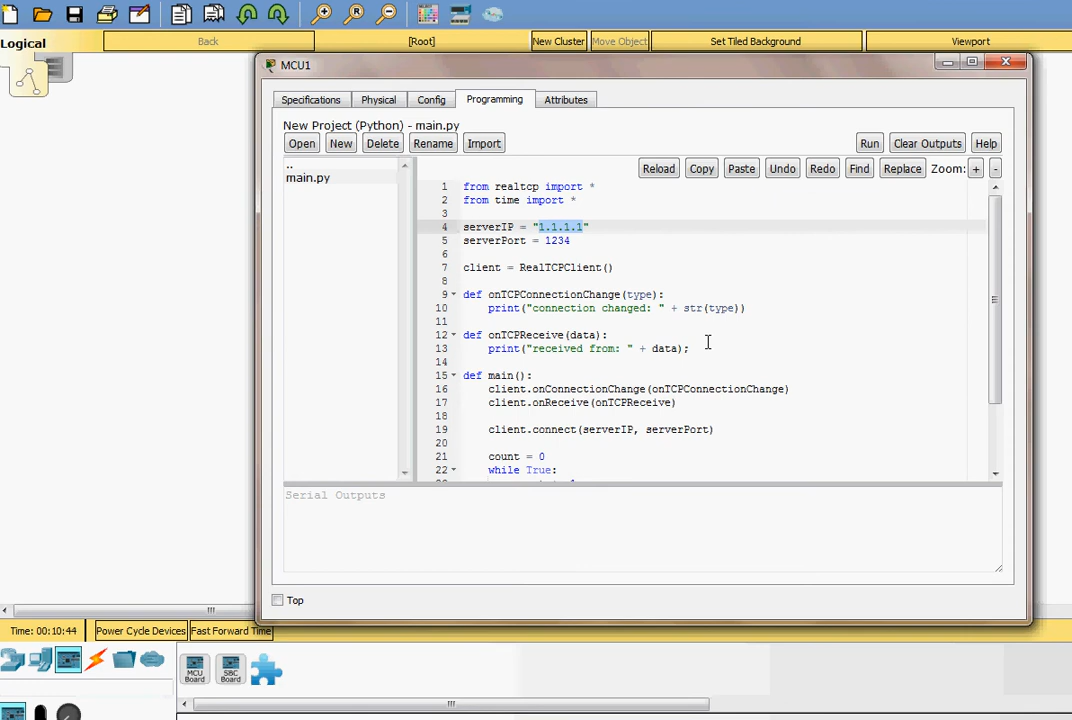 Logical
Back
[Root]
New Cluster
Move Object
Set Tiled Background
Viewport
MCU1
Specifications
Physical
Config
Programming
Attributes
New Project (Python) - main.py
Open
New
Delete
Rename
Import
Run
Clear Outputs
Help
..
main.py
Reload
Copy
Paste
Undo
Redo
Find
Replace
Zoom:
+
-
1 from realtcp import *
2 from time import *
3
4 serverIP = "1.1.1.1"
5 serverPort = 1234
6
7 client = RealTCPClient()
8
9 def onTCPConnectionChange(type):
10 print("connection changed: " + str(type))
11
12 def onTCPReceive(data):
13 print("received from: " + data);
14
15 def main():
16 client.onConnectionChange(onTCPConnectionChange)
17 client.onReceive(onTCPReceive)
18
19 client.connect(serverIP, serverPort)
20
21 count = 0
22 while True:
Serial Outputs
Top
Time: 00:10:44
Power Cycle Devices
Fast Forward Time
MCU
Board
SBC
Board